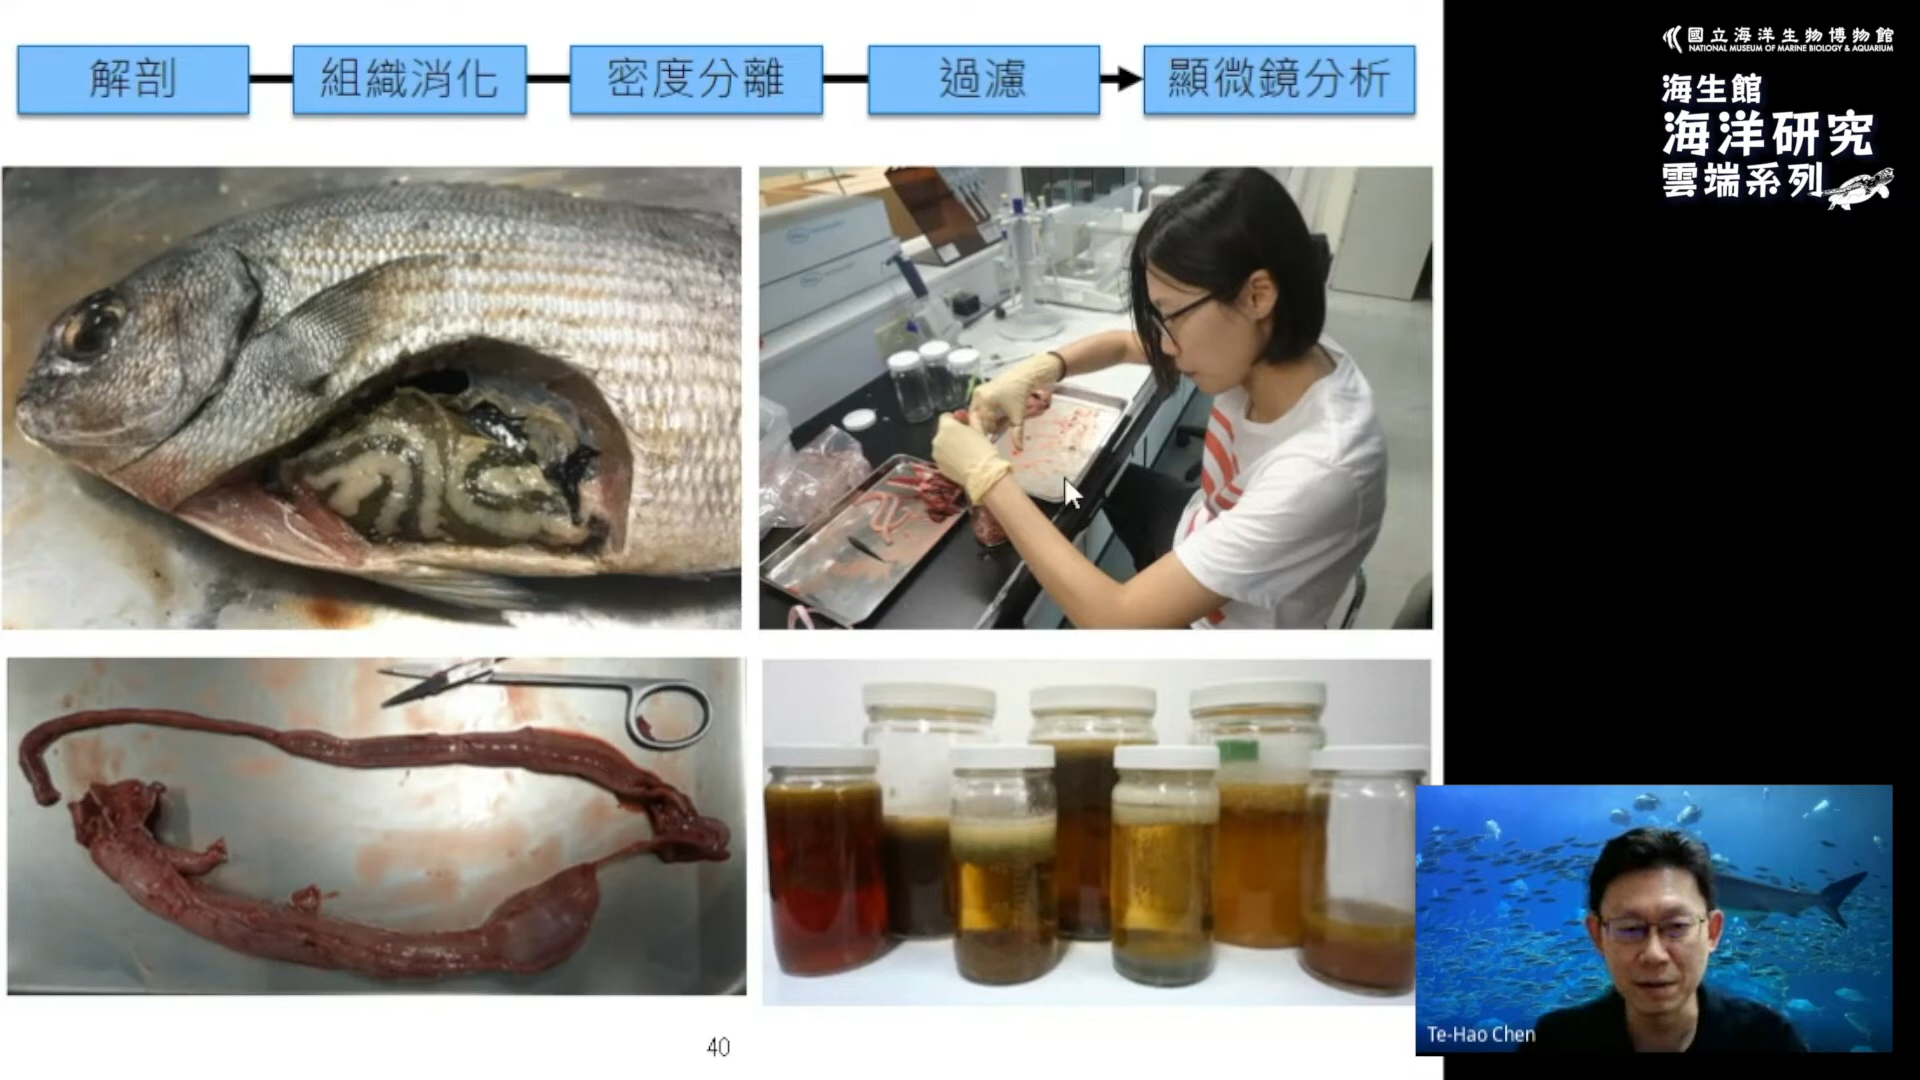 解剖
組織消化
密度分離
過濾
顯微鏡分析
國立海洋生物博物館
NATIONAL MUSEUM OF MARINE BIOLOGY & AQUARIUM
海生館
海洋研究
雲端系列
40
Te-Hao Chen